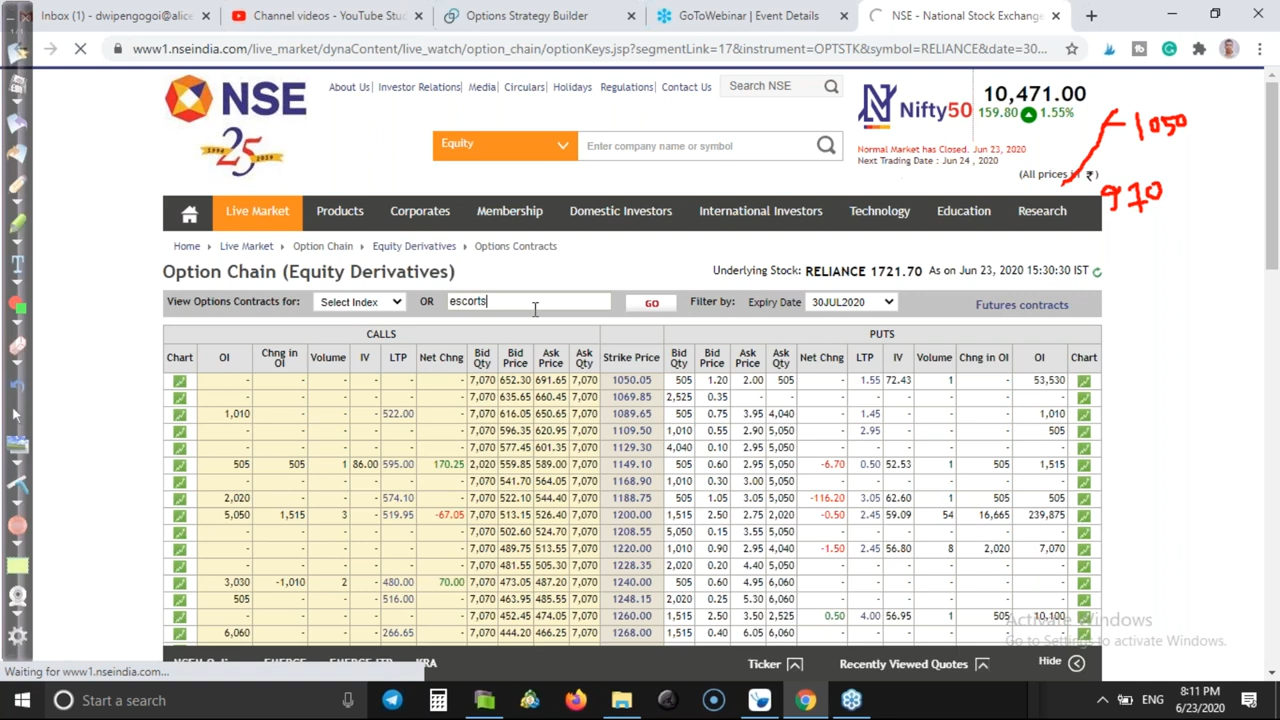 Inbox (1) - dwipengogoi@alice
Channel videos - YouTube Stu
Options Strategy Builder
GoToWebinar | Event Details
NSE - National Stock Exchange
www1.nseindia.com/live_market/dynaContent/live_watch/option_chain/optionKeys.jsp?segmentLink=17&instrument=OPTSTK&symbol=RELIANCE&date=30...
NSE
25
About Us | Investor Relations | Media | Circulars | Holidays | Regulations | Contact Us
Search NSE
Equity
Enter company name or symbol
Nifty50
10,471.00
159.80 1.55%
Normal Market has Closed. Jun 23, 2020
Next Trading Date : Jun 24 , 2020
(All prices in ₹)
1050
970
Live Market Products Corporates Membership Domestic Investors International Investors Technology Education Research
Home › Live Market › Option Chain › Equity Derivatives › Options Contracts
Option Chain (Equity Derivatives)
Underlying Stock: RELIANCE 1721.70 As on Jun 23, 2020 15:30:30 IST
View Options Contracts for: Select Index OR escorts GO Filter by: Expiry Date 30JUL2020 Futures contracts
CALLS PUTS
Chart OI Chng in OI Volume IV LTP Net Chng Bid Qty Bid Price Ask Price Ask Qty Strike Price Bid Qty Bid Price Ask Price Ask Qty Net Chng LTP IV Volume Chng in OI OI Chart
- - - - - - 7,070 652.30 691.65 7,070 1050.05 505 1.20 2.00 505 - 1.55 72.43 1 - 53,530
- - - - - - 7,070 635.65 660.45 7,070 1069.85 2,525 0.35 - - - - - - - -
1,010 - - - 522.00 - 7,070 616.05 650.65 7,070 1089.65 505 0.75 3.95 4,040 - 1.45 - - - 1,010
- - - - - - 7,070 596.35 620.95 7,070 1109.50 1,010 0.55 2.90 5,050 - 2.95 - - - 505
- - - - - - 7,070 577.45 601.35 7,070 1129.30 4,040 0.10 2.95 5,050 - - - - - -
505 505 1 86.00 595.00 170.25 2,020 559.85 589.00 7,070 1149.10 505 0.60 2.95 5,050 -6.70 0.50 52.53 1 505 1,515
- - - - - - 7,070 541.70 564.05 7,070 1168.90 1,010 0.30 3.00 5,050 - - - - - -
2,020 - - - 574.10 - 7,070 522.10 544.40 7,070 1188.75 505 1.05 3.05 5,050 -116.20 3.05 62.60 1 505 505
5,050 1,515 3 - 519.95 -67.05 7,070 513.15 526.40 7,070 1200.00 1,515 2.50 2.75 2,020 -0.50 2.45 59.09 54 16,665 239,875
- - - - - - 7,070 502.60 524.70 7,070 1208.55 5,050 0.15 3.55 5,050 - - - - - -
- - - - - - 7,070 489.75 513.55 7,070 1220.00 1,010 0.90 2.95 4,040 -1.50 2.45 56.80 8 2,020 7,070
- - - - - - 7,070 481.55 505.30 7,070 1228.35 2,020 0.20 4.40 5,050 - - - - - -
3,030 -1,010 2 - 480.00 70.00 7,070 473.05 487.20 7,070 1240.00 505 0.60 4.95 6,060 - - - - - -
505 - - - 516.00 - 7,070 463.95 485.55 7,070 1248.15 2,020 0.25 5.30 6,060 - - - - - -
- - - - - - 7,070 452.45 474.05 7,070 1260.00 1,515 2.50 3.50 2,525 0.50 4.00 56.95 1 505 10,100
6,060 - - - 266.65 - 7,070 444.20 466.25 7,070 1268.00 1,515 0.40 6.05 6,060 - - - - - -
Activate Windows
Go to Settings to activate Windows.
Ticker Recently Viewed Quotes Hide
Waiting for www1.nseindia.com...
Start a search
ENG
8:11 PM
6/23/2020